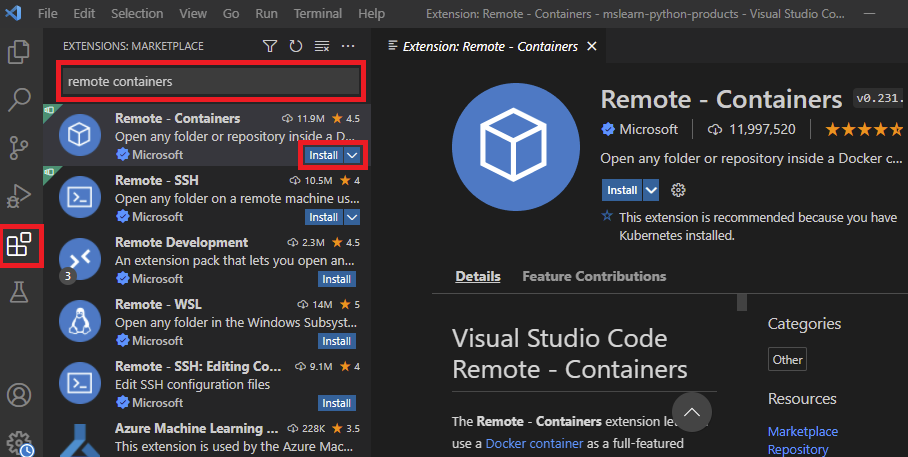 File Edit Selection View Go Run Terminal Help Extension: Remote - Containers - mslearn-python-products - Visual Studio Co...
EXTENSIONS: MARKETPLACE
remote containers
Remote - Containers 11.9M 4.5
Open any folder or repository inside a D...
Microsoft Install
Remote - SSH 10.5M 4
Open any folder on a remote machine us...
Microsoft Install
Remote Development 2.3M 4.5
An extension pack that lets you open an...
3 Microsoft Install
Remote - WSL 14M 5
Open any folder in the Windows Subsyst...
Microsoft Install
Remote - SSH: Editing Co... 9.1M 4
Edit SSH configuration files
Microsoft Install
Azure Machine Learning ... 228K 3.5
This extension is used by the Azure Mac...
Extension: Remote - Containers
Remote - Containers v0.231.
Microsoft 11,997,520
Open any folder or repository inside a Docker c...
Install
This extension is recommended because you have
Kubernetes installed.
Details Feature Contributions
Visual Studio Code
Remote - Containers
The Remote - Containers extension le
use a Docker container as a full-featured
Categories
Other
Resources
Marketplace
Repository